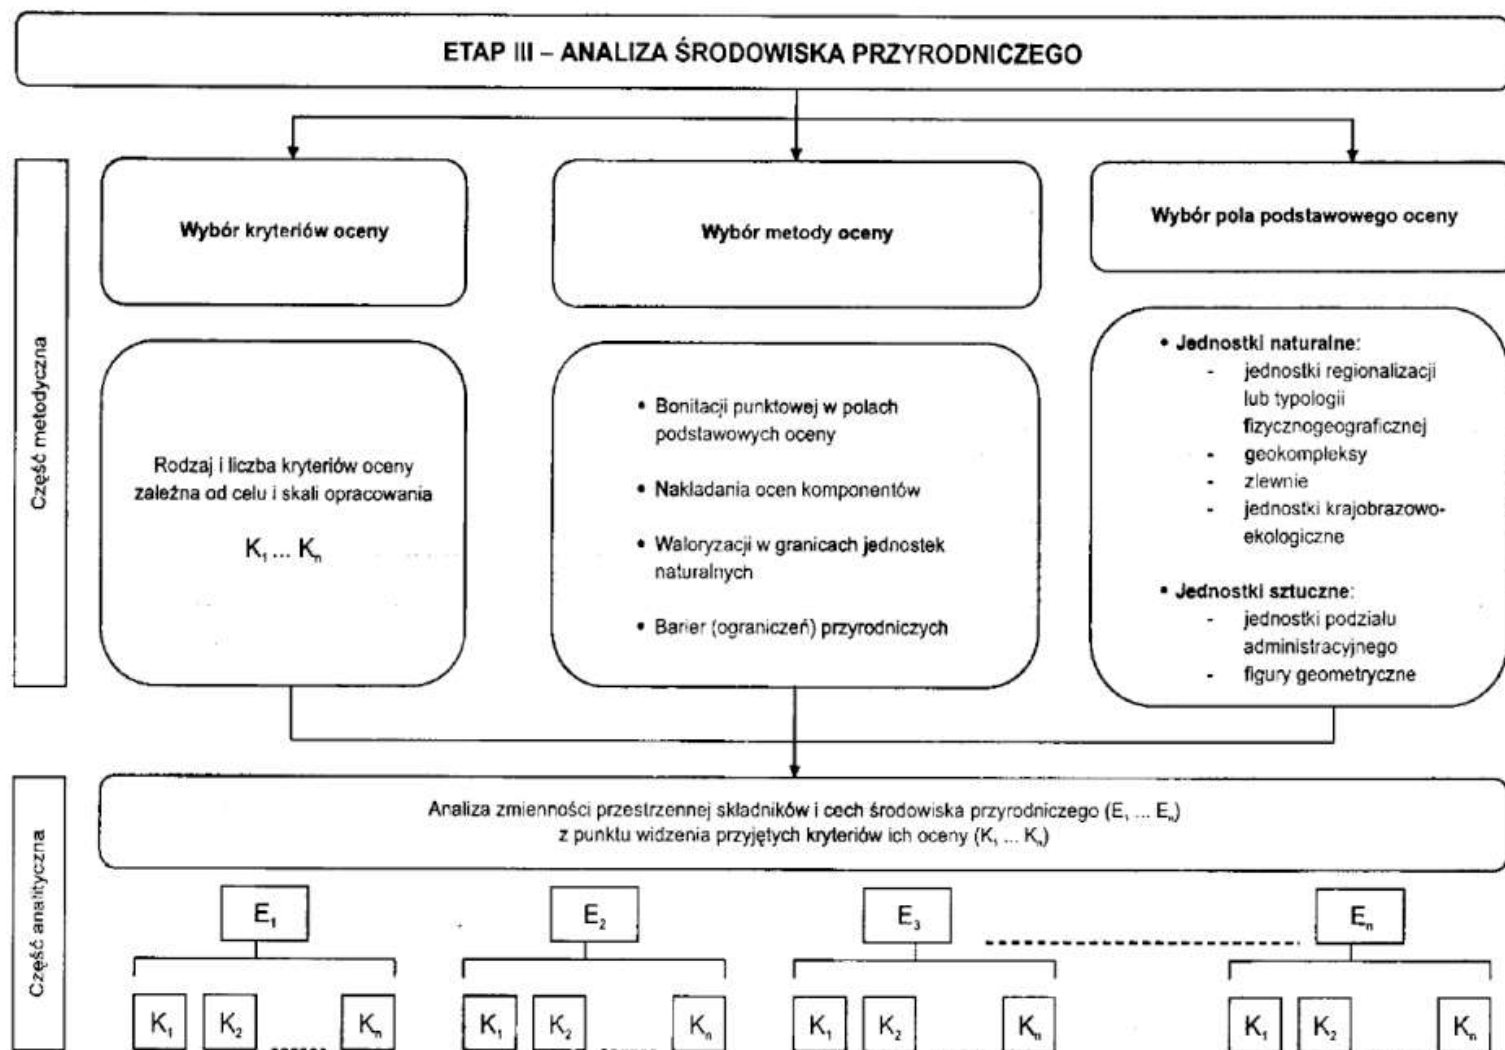 ETAP III – ANALIZA ŚRODOWISKA PRZYRODNICZEGO
Część metodyczna
Wybór kryteriów oceny
Wybór metody oceny
Wybór pola podstawowego oceny
Rodzaj i liczba kryteriów oceny
zależna od celu i skali opracowania
K₁ ... Kₙ
• Bonitacji punktowej w polach
podstawowych oceny
• Nakładania ocen komponentów
• Waloryzacji w granicach jednostek
naturalnych
• Barier (ograniczeń) przyrodniczych
• Jednostki naturalne:
- jednostki regionalizacji
lub typologii
fizycznogeograficznej
- geokompleksy
- zlewnie
- jednostki krajobrazowo-
ekologiczne
• Jednostki sztuczne:
- jednostki podziału
administracyjnego
- figury geometryczne
Część analityczna
Analiza zmienności przestrzennej składników i cech środowiska przyrodniczego (E₁ ... Eₙ)
z punktu widzenia przyjętych kryteriów ich oceny (K₁ ... Kₙ)
E₁ E₂ E₃ Eₙ
K₁ K₂ Kₙ K₁ K₂ Kₙ K₁ K₂ Kₙ K₁ K₂ Kₙ